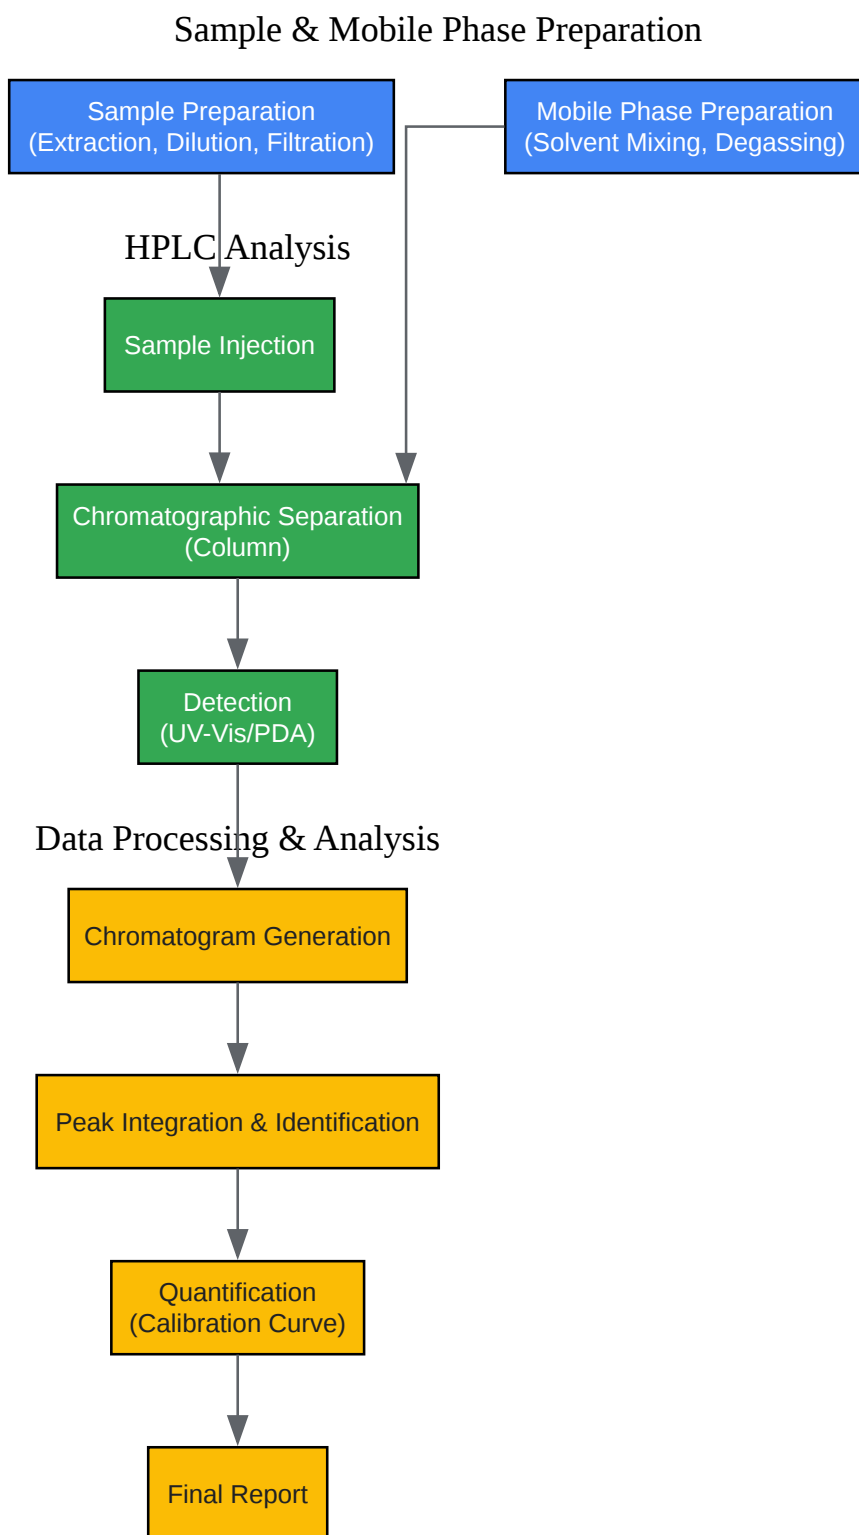 Sample & Mobile Phase Preparation
Sample Preparation
(Extraction, Dilution, Filtration)
Mobile Phase Preparation
(Solvent Mixing, Degassing)
HPLC Analysis
Sample Injection
Chromatographic Separation
(Column)
Detection
(UV-Vis/PDA)
Data Processing & Analysis
Chromatogram Generation
Peak Integration & Identification
Quantification
(Calibration Curve)
Final Report